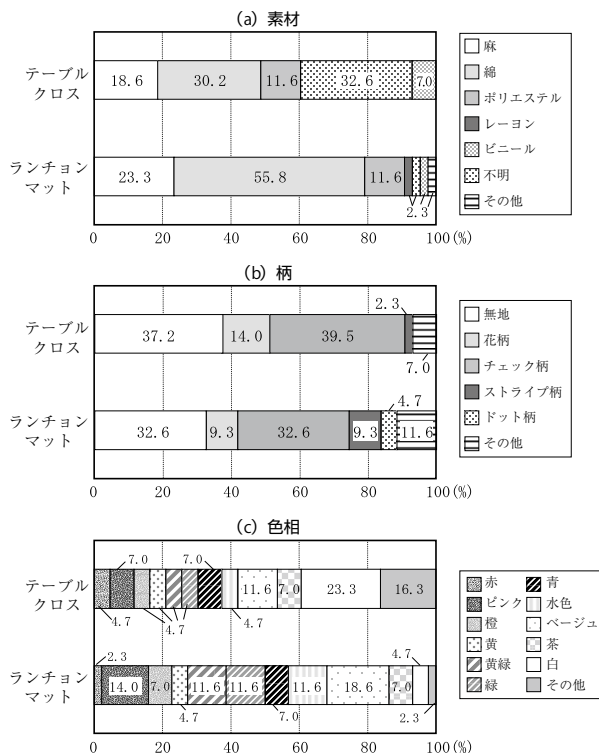 (a) 素材
テーブル
クロス
18.6 30.2 11.6 32.6 7.0
ランチョン
マット
23.3 55.8 11.6
2.3
0 20 40 60 80 100(%)
麻
綿
ポリエステル
レーヨン
ビニール
不明
その他
(b) 柄
2.3
テーブル
クロス
37.2 14.0 39.5
7.0
4.7
ランチョン
マット
32.6 9.3 32.6 9.3 11.6
0 20 40 60 80 100(%)
無地
花柄
チェック柄
ストライプ柄
ドット柄
その他
(c) 色相
7.0 7.0
テーブル
クロス
11.6 7.0 23.3 16.3
4.7 4.7 4.7
2.3 4.7
ランチョン
マット
14.0 7.0 11.6 11.6 11.6 18.6 7.0
4.7 7.0 2.3
0 20 40 60 80 100(%)
赤 青
ピンク 水色
橙 ベージュ
黄 茶
黄緑 白
緑 その他